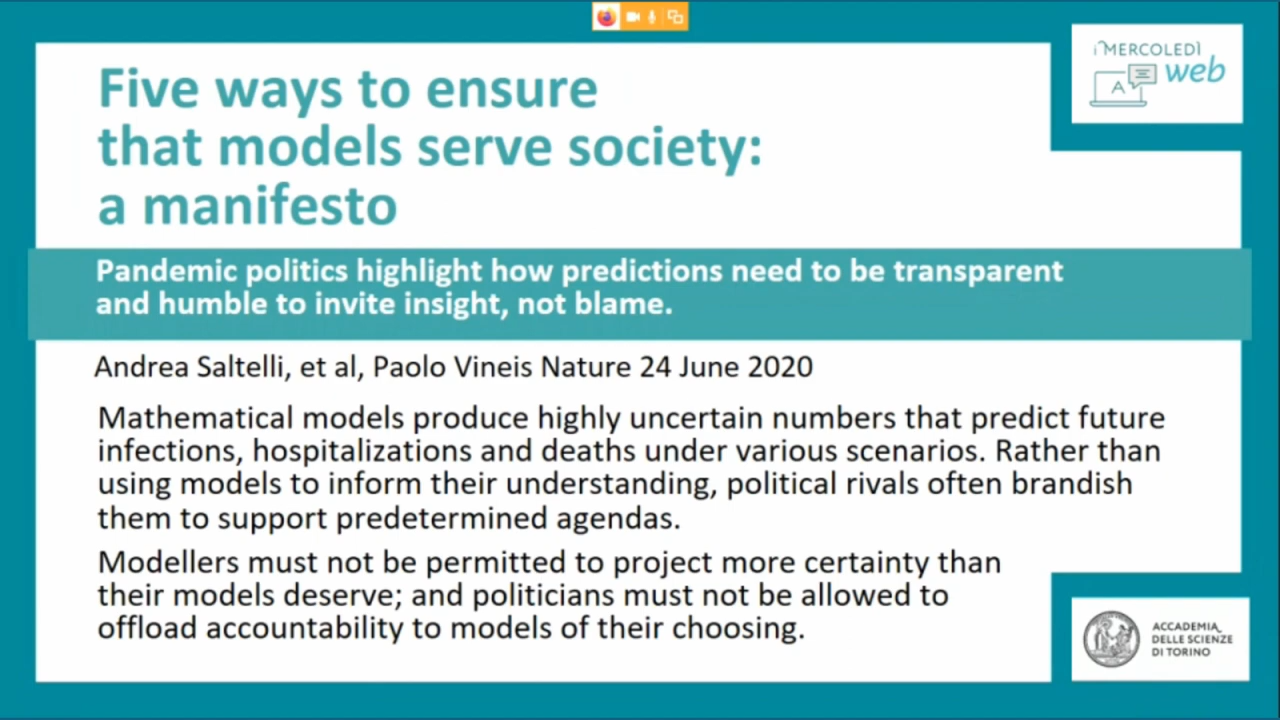 Five ways to ensure
that models serve society:
a manifesto
Pandemic politics highlight how predictions need to be transparent
and humble to invite insight, not blame.
Andrea Saltelli, et al, Paolo Vineis Nature 24 June 2020
Mathematical models produce highly uncertain numbers that predict future
infections, hospitalizations and deaths under various scenarios. Rather than
using models to inform their understanding, political rivals often brandish
them to support predetermined agendas.
Modellers must not be permitted to project more certainty than
their models deserve; and politicians must not be allowed to
offload accountability to models of their choosing.
i MERCOLEDÌ
web
A
ACCADEMIA
DELLE SCIENZE
DI TORINO